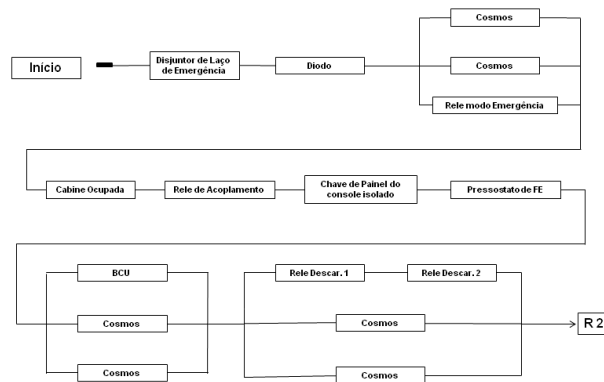 Cosmos
Início
Disjuntor de Laço
de Emergência
Diodo
Cosmos
Rele modo Emergência
Cabine Ocupada
Rele de Acoplamento
Chave de Painel do
console isolado
Pressostato de FE
BCU
Rele Descar. 1
Rele Descar. 2
Cosmos
Cosmos
R 2
Cosmos
Cosmos